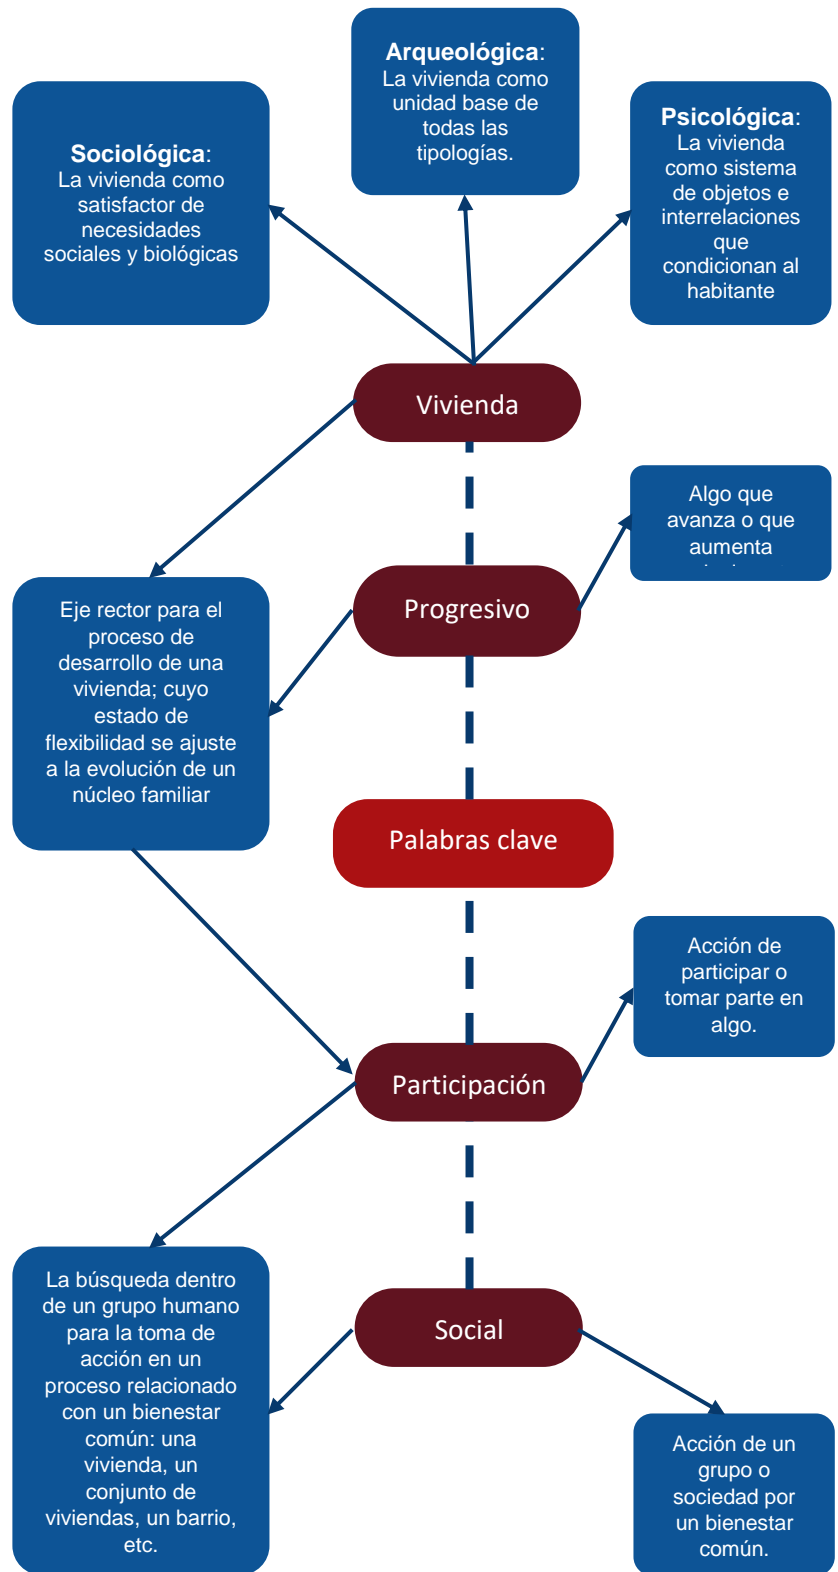 Arqueológica:
La vivienda como
unidad base de
todas las
tipologías.
Sociológica:
La vivienda como
satisfactor de
necesidades
sociales y biológicas
Psicológica:
La vivienda
como sistema
de objetos e
interrelaciones
que
condicionan al
habitante
Vivienda
Algo que
avanza o que
aumenta
Progresivo
Eje rector para el
proceso de
desarrollo de una
vivienda; cuyo
estado de
flexibilidad se ajuste
a la evolución de un
núcleo familiar
Palabras clave
Acción de
participar o
tomar parte en
algo.
Participación
La búsqueda dentro
de un grupo humano
para la toma de
acción en un
proceso relacionado
con un bienestar
común: una
vivienda, un
conjunto de
viviendas, un barrio,
etc.
Social
Acción de un
grupo o
sociedad por
un bienestar
común.